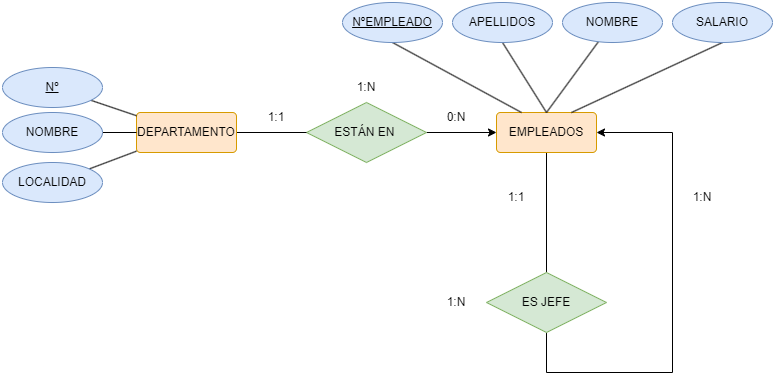 NºEMPLEADO
APELLIDOS
NOMBRE
SALARIO
Nº
NOMBRE
LOCALIDAD
DEPARTAMENTO
1:1
1:N
ESTÁN EN
0:N
EMPLEADOS
1:1
1:N
1:N
ES JEFE